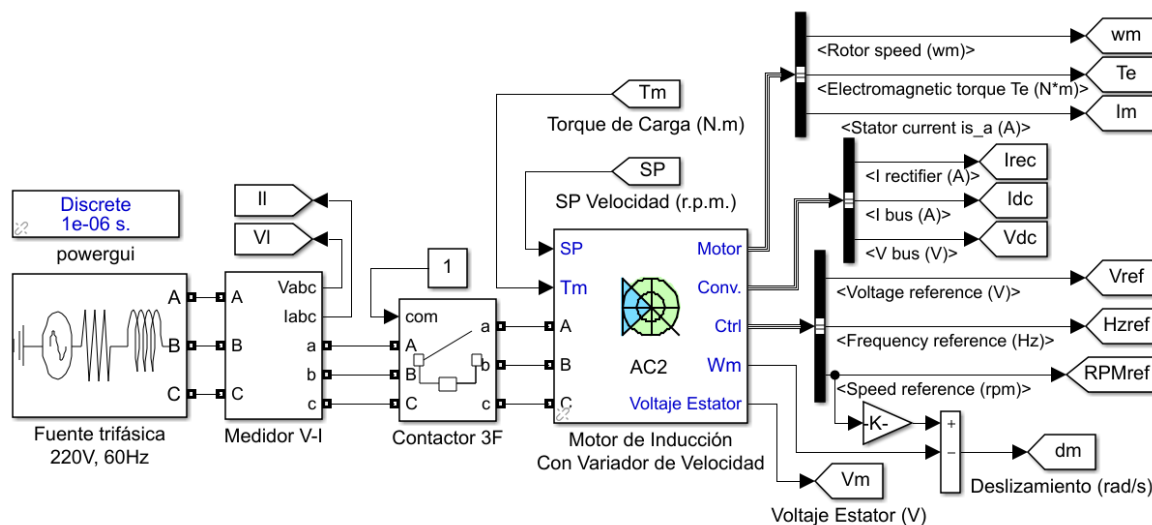 wm
<Rotor speed (wm)>
Te
<Electromagnetic torque Te (N*m)>
Im
<Stator current is_a (A)>
Tm
Torque de Carga (N.m)
SP
SP Velocidad (r.p.m.)
Irec
<I rectifier (A)>
Idc
<I bus (A)>
Vdc
<V bus (V)>
Discrete
1e-06 s.
powergui
II
VI
A
B
C
Fuente trifásica
220V, 60Hz
A
B
C
Vabc
Iabc
a
b
c
Medidor V-I
1
com
A
B
C
a
b
c
Contactor 3F
SP
Tm
A
B
C
AC2
Motor
Conv.
Ctrl
Wm
Voltaje Estator
Motor de Inducción
Con Variador de Velocidad
Vref
<Voltage reference (V)>
Hzref
<Frequency reference (Hz)>
RPMref
<Speed reference (rpm)>
-K-
+
−
dm
Deslizamiento (rad/s)
Vm
Voltaje Estator (V)